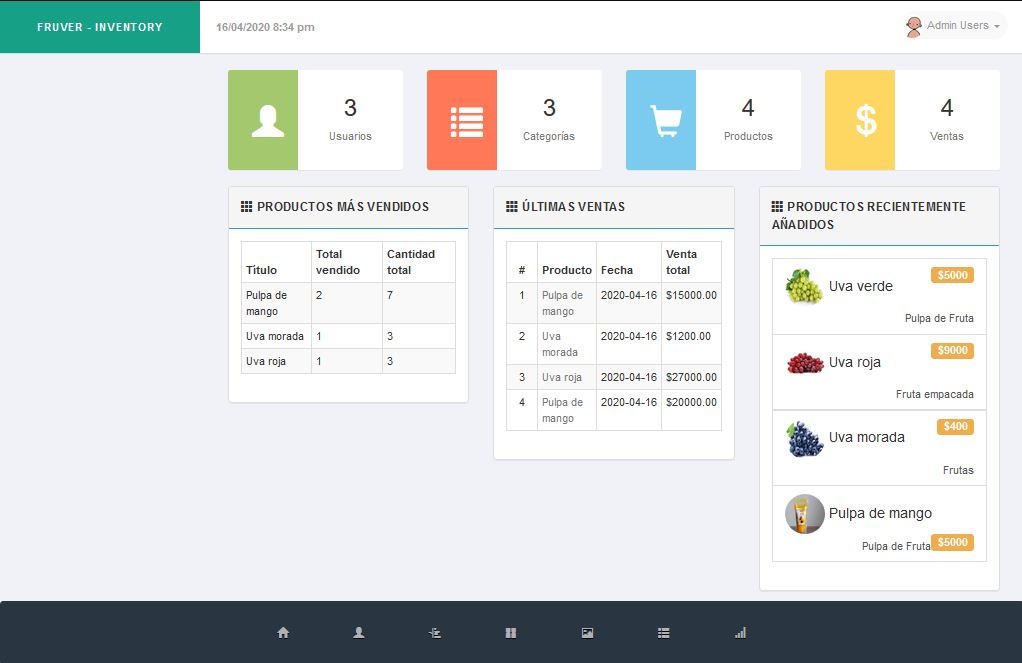 FRUVER - INVENTORY
16/04/2020 8:34 pm
Admin Users
3
Usuarios
3
Categorías
4
Productos
$
4
Ventas
PRODUCTOS MÁS VENDIDOS
Título Total vendido Cantidad total
Pulpa de mango 2 7
Uva morada 1 3
Uva roja 1 3
ÚLTIMAS VENTAS
# Producto Fecha Venta total
1 Pulpa de mango 2020-04-16 $15000.00
2 Uva morada 2020-04-16 $1200.00
3 Uva roja 2020-04-16 $27000.00
4 Pulpa de mango 2020-04-16 $20000.00
PRODUCTOS RECIENTEMENTE
AÑADIDOS
Uva verde $5000
Pulpa de Fruta
Uva roja $9000
Fruta empacada
Uva morada $400
Frutas
Pulpa de mango
Pulpa de Fruta $5000